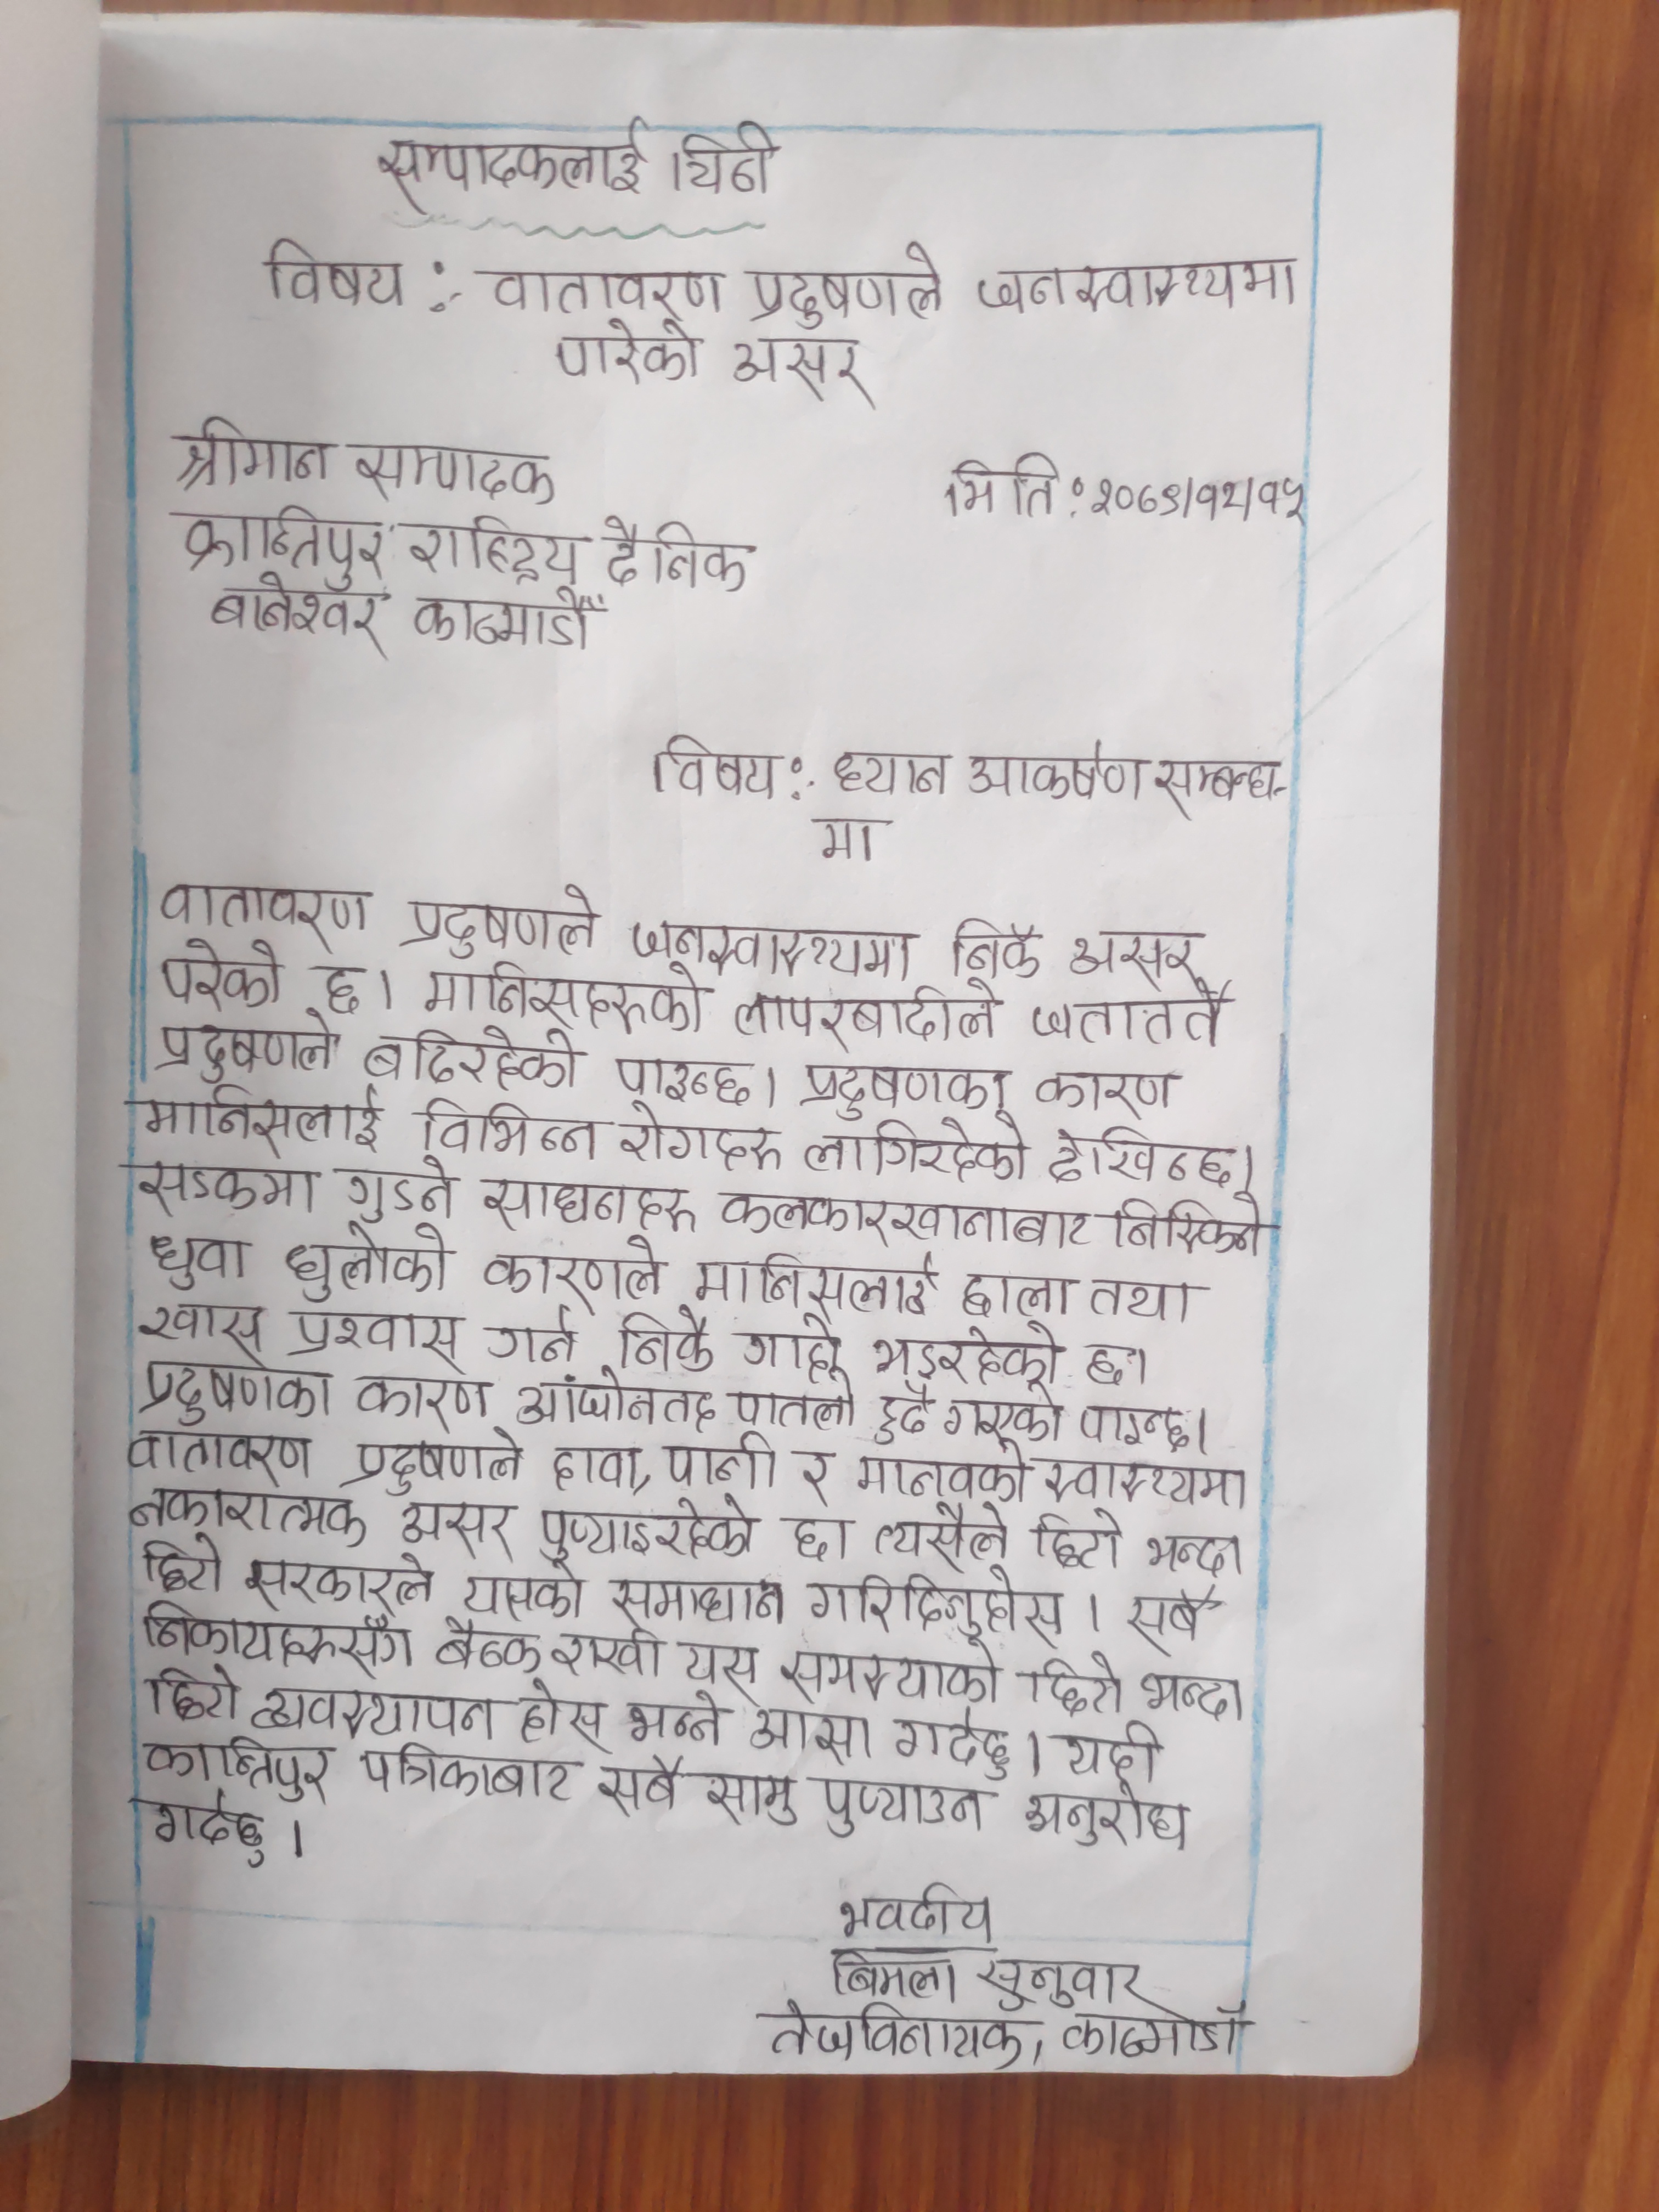 सम्पादकलाई चिठी
विषय :- वातावरण प्रदुषणले जनस्वास्थ्यमा
पारेको असर
श्रीमान सम्पादक
मिति : २०७९/१२/१५
कान्तिपुर राष्ट्रिय दैनिक
बानेश्वर काठमाडौँ
विषय :- ध्यान आकर्षण सम्बन्ध-
मा
वातावरण प्रदुषणले जनस्वास्थ्यमा निकै असर
परेको छ। मानिसहरुको लापरबाहीले जताततै
प्रदुषणले बढिरहेको पाइन्छ। प्रदुषणका कारण
मानिसलाई विभिन्न रोगहरु लागिरहेको देखिन्छ।
सडकमा गुडने साधनहरु कलकारखानाबाट निस्किने
धुवा धुलोको कारणले मानिसलाई छाला तथा
स्वास प्रश्वास गर्न निकै गाह्रो भइरहेको छ।
प्रदुषणका कारण ओजोनतह पातलो हुदै गएको पाइन्छ।
वातावरण प्रदुषणले हावा, पानी र मानवको स्वास्थ्यमा
नकारात्मक असर पुर्‍याइरहेको छ। त्यसैले छिटो भन्दा
छिटो सरकारले यसको समाधान गरिदिनुहोस। सबै
निकायहरुसँग बैठक राखी यस समस्याको छिटो भन्दा
छिटो व्यवस्थापन होस भन्ने आसा गर्दछु। यही
कान्तिपुर पत्रिकाबाट सबै सामु पुर्‍याउन अनुरोध
गर्दछु।
भवदीय
बिमला सुनुवार
तेजविनायक, काठमाडौ